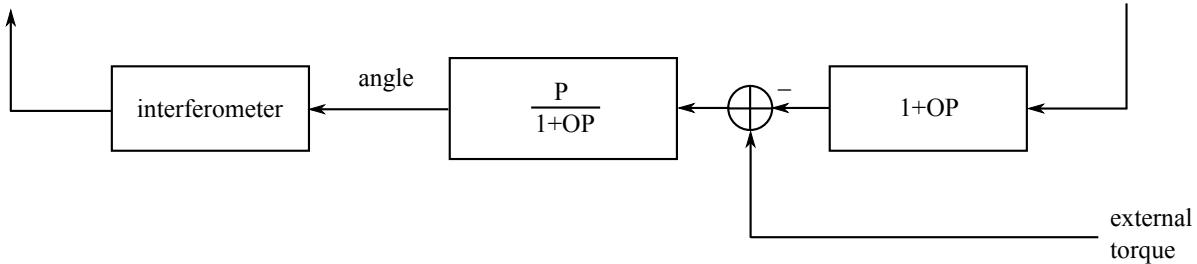 interferometer
angle
P
1+OP
−
1+OP
external
torque